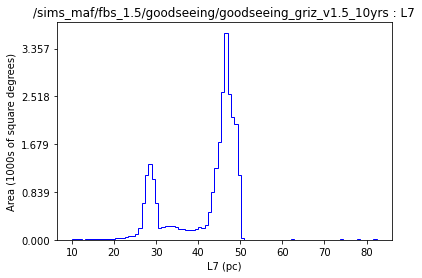 /sims_maf/fbs_1.5/goodseeing/goodseeing_griz_v1.5_10yrs : L7
Area (1000s of square degrees)
3.357
2.518
1.679
0.839
0.000
10 20 30 40 50 60 70 80
L7 (pc)